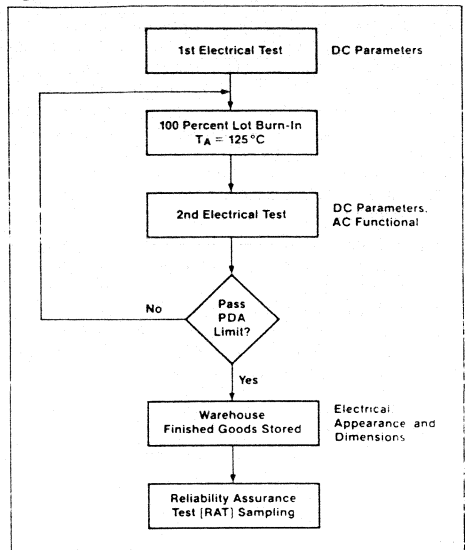 1st Electrical Test
DC Parameters
100 Percent Lot Burn-In
TA = 125°C
2nd Electrical Test
DC Parameters.
AC Functional
Pass
PDA
Limit?
No
Yes
Warehouse
Finished Goods Stored
Electrical
Appearance and
Dimensions
Reliability Assurance
Test [RAT] Sampling